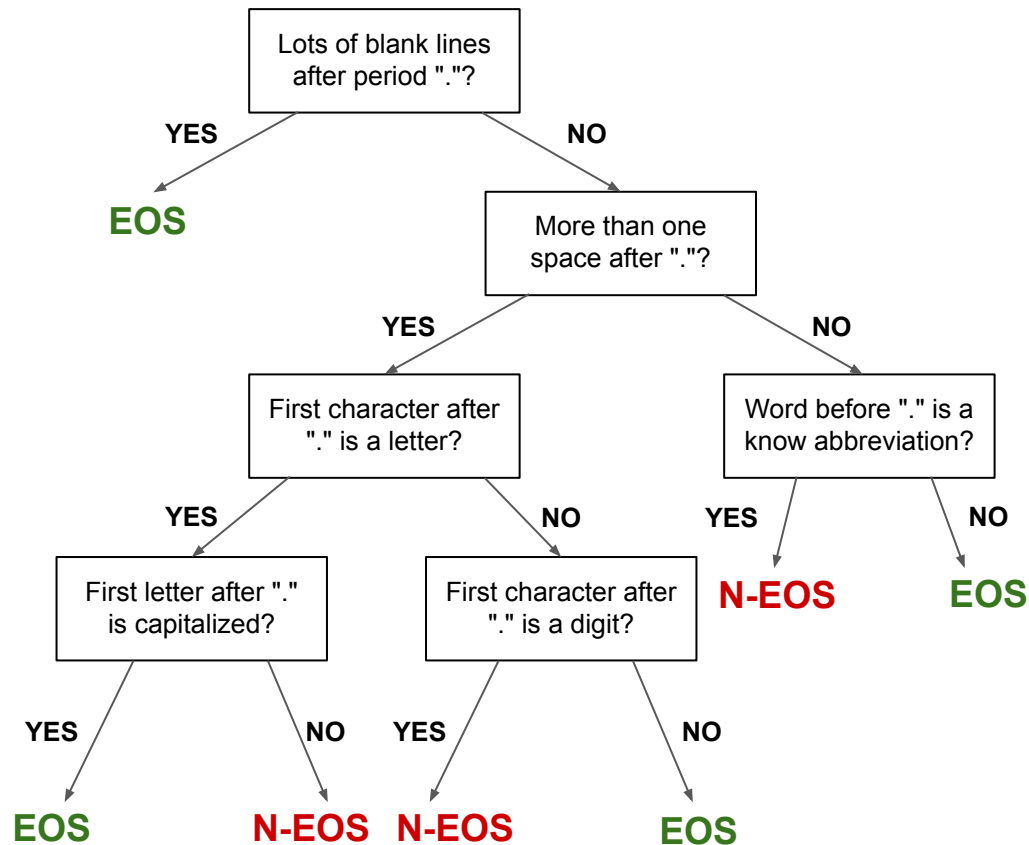 Lots of blank lines
after period "."?
YES
NO
EOS
More than one
space after "."?
YES
NO
First character after
"." is a letter?
Word before "." is a
know abbreviation?
YES
NO
YES
NO
First letter after "."
is capitalized?
First character after
"." is a digit?
N-EOS
EOS
YES
NO
YES
NO
EOS
N-EOS
N-EOS
EOS